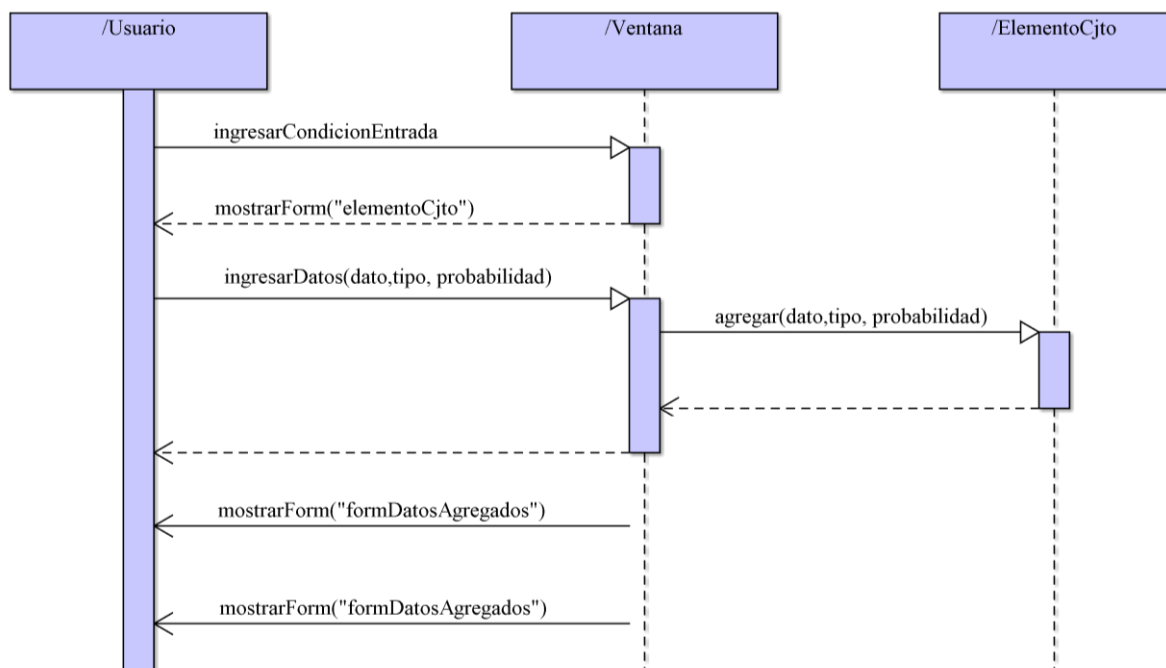 /Usuario
/Ventana
/ElementoCjto
ingresarCondicionEntrada
mostrarForm("elementoCjto")
ingresarDatos(dato,tipo, probabilidad)
agregar(dato,tipo, probabilidad)
mostrarForm("formDatosAgregados")
mostrarForm("formDatosAgregados")